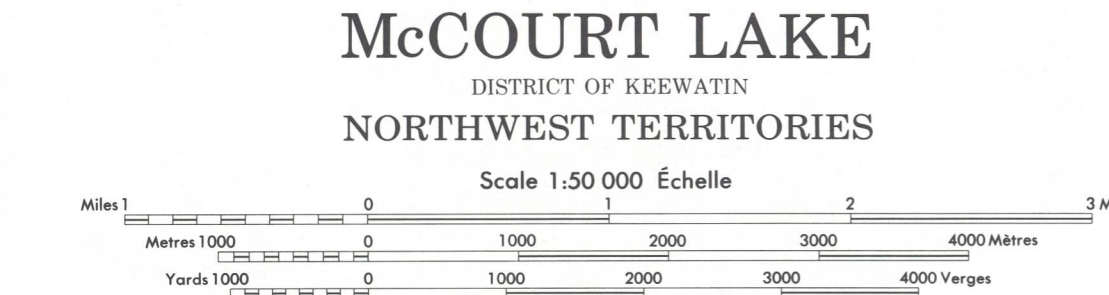 McCOURT LAKE
DISTRICT OF KEEWATIN
NORTHWEST TERRITORIES
Scale 1:50 000 Échelle
Miles 1 0 1 2 3 M
Metres 1000 0 1000 2000 3000 4000 Mètres
Yards 1000 0 1000 2000 3000 4000 Verges